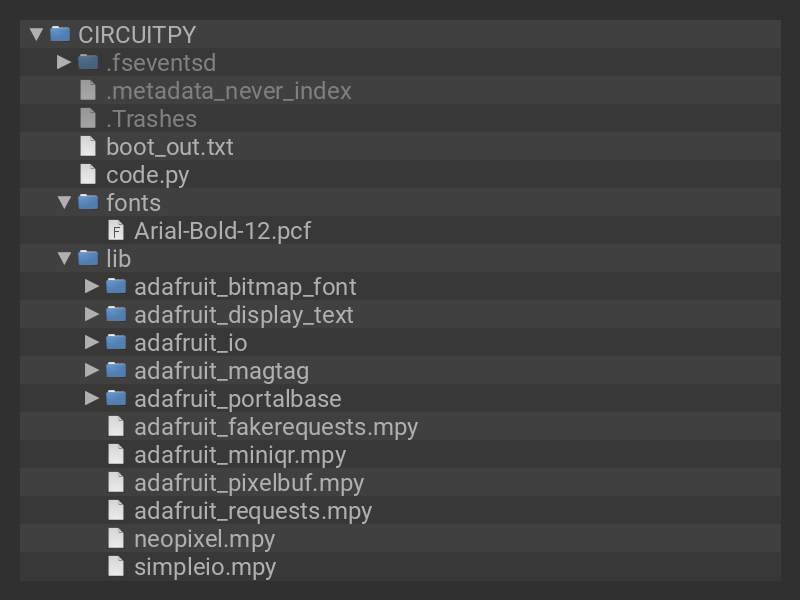 CIRCUITPY
.fseventsd
.metadata_never_index
.Trashes
boot_out.txt
code.py
fonts
F Arial-Bold-12.pcf
lib
adafruit_bitmap_font
adafruit_display_text
adafruit_io
adafruit_magtag
adafruit_portalbase
adafruit_fakerequests.mpy
adafruit_miniqr.mpy
adafruit_pixelbuf.mpy
adafruit_requests.mpy
neopixel.mpy
simpleio.mpy